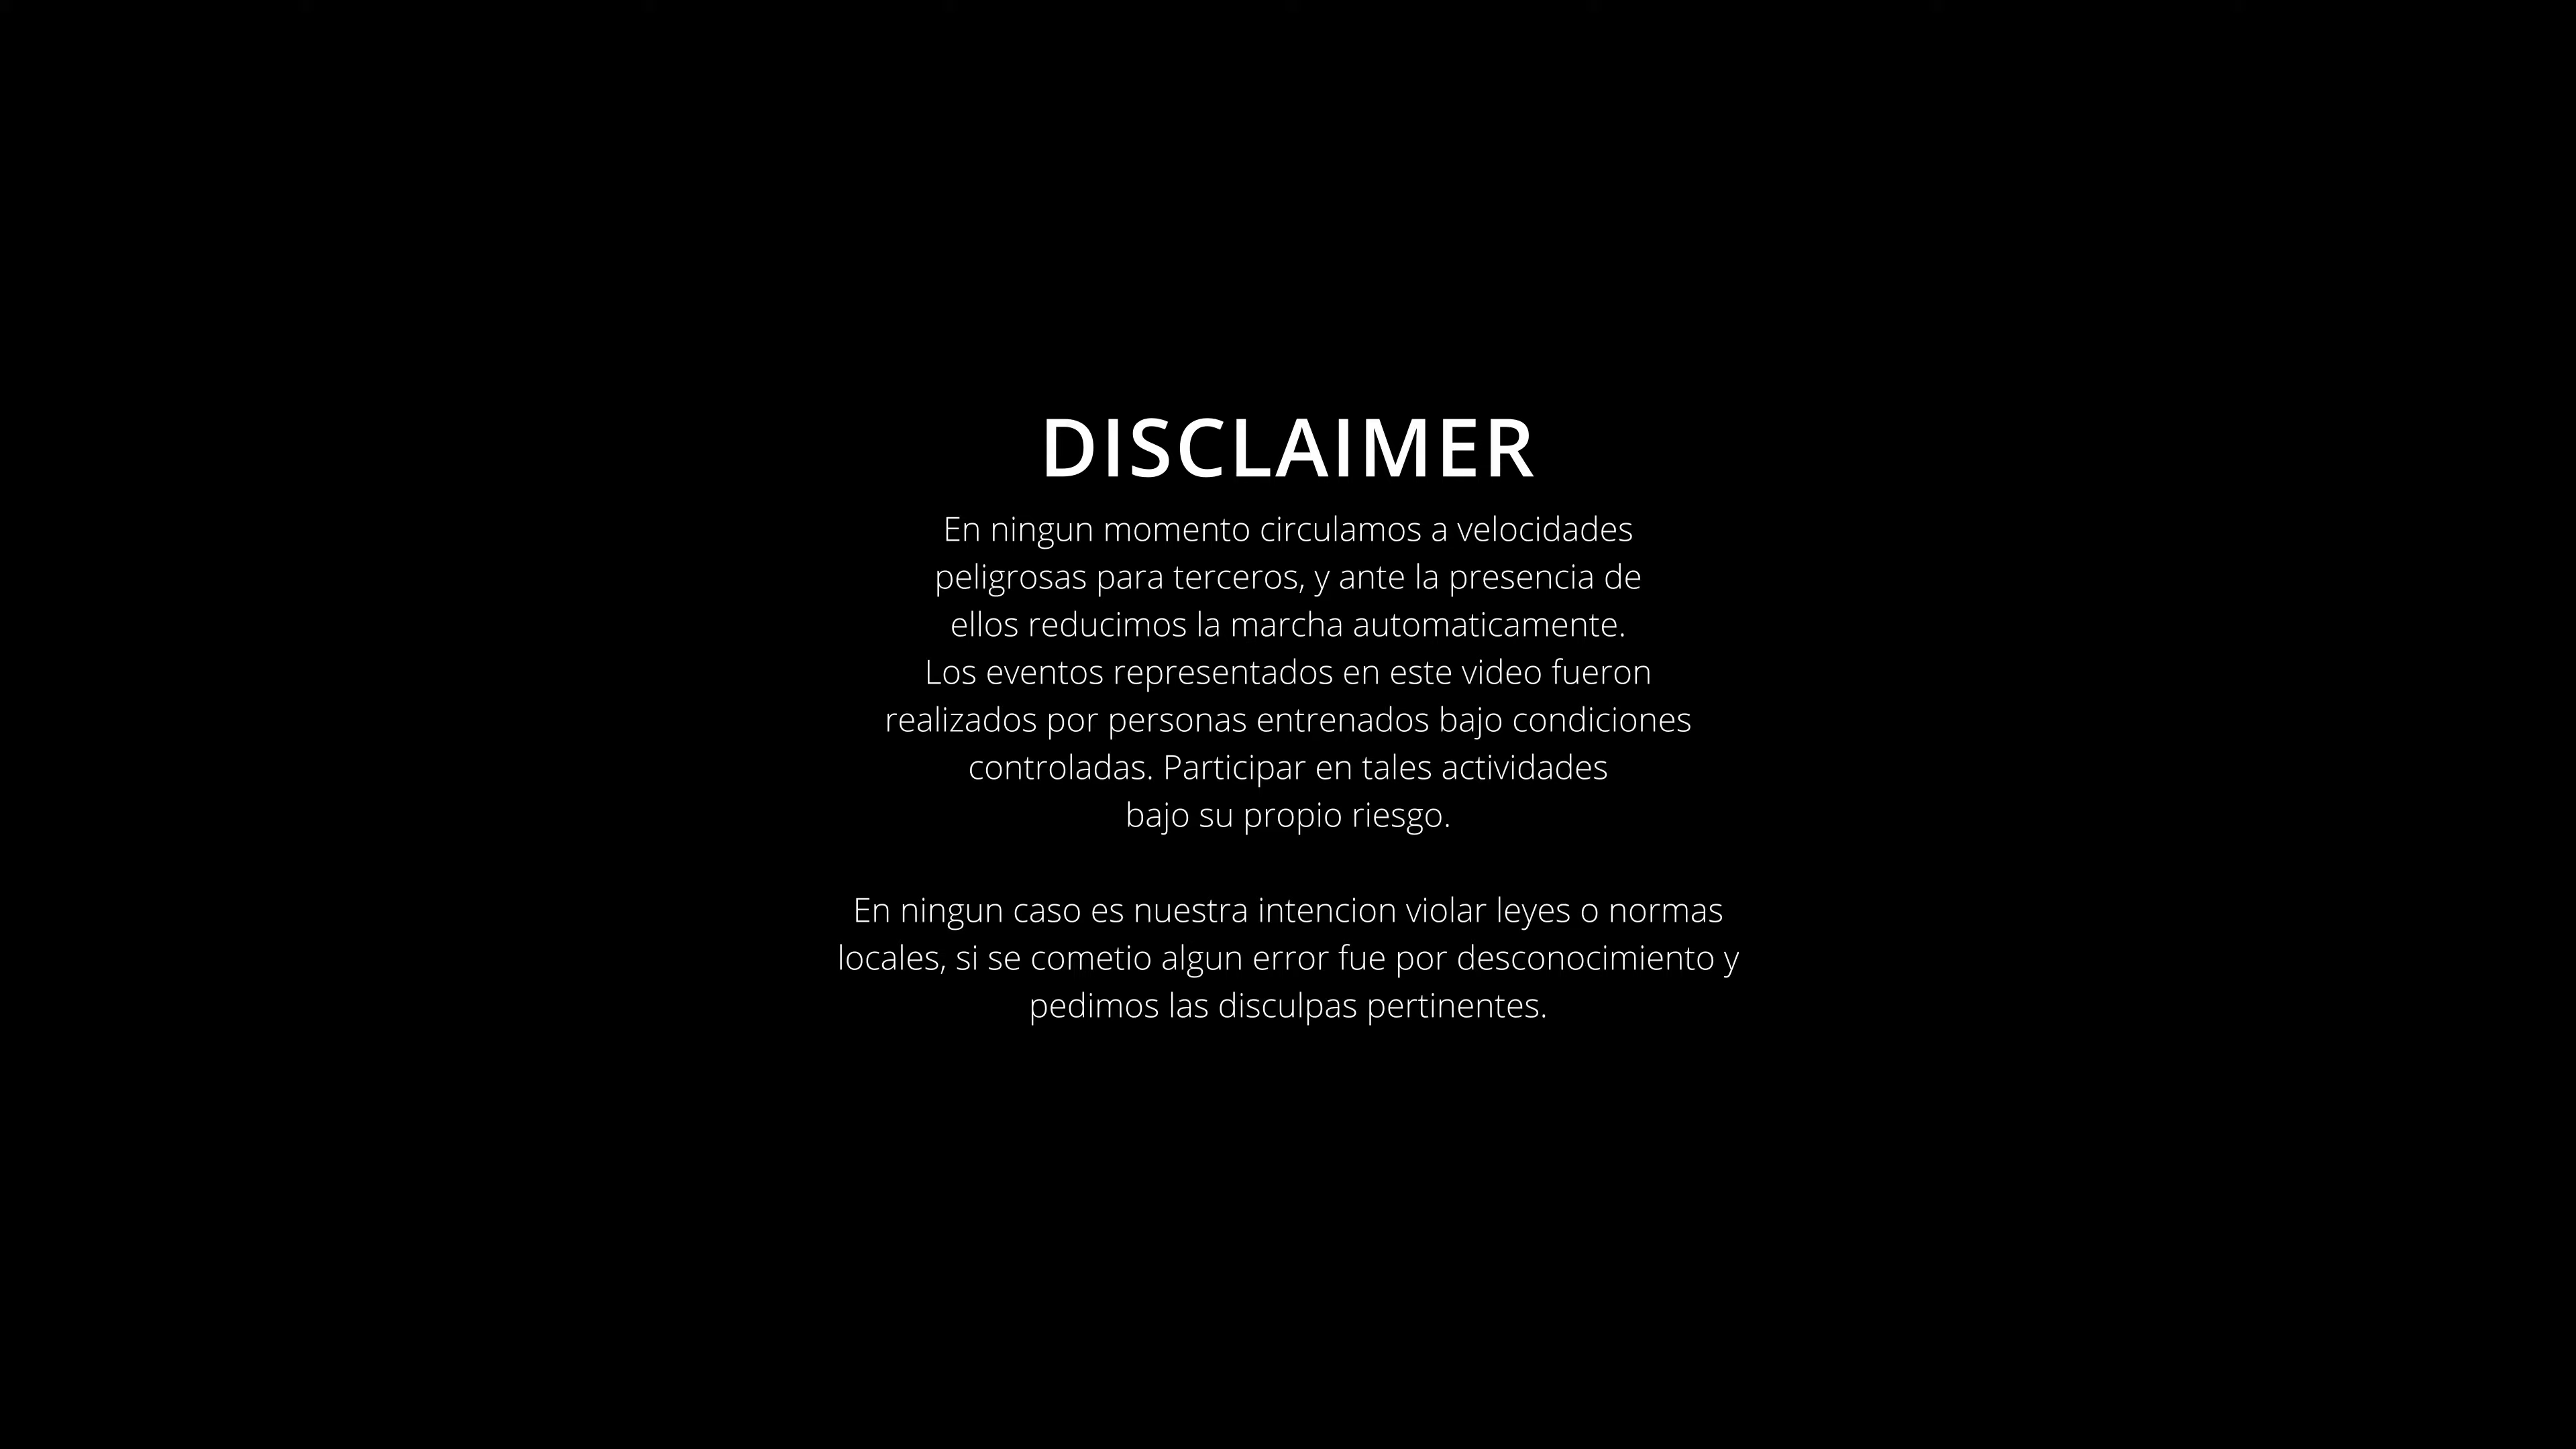 DISCLAIMER
En ningun momento circulamos a velocidades
peligrosas para terceros, y ante la presencia de
ellos reducimos la marcha automaticamente.
Los eventos representados en este video fueron
realizados por personas entrenados bajo condiciones
controladas. Participar en tales actividades
bajo su propio riesgo.
En ningun caso es nuestra intencion violar leyes o normas
locales, si se cometio algun error fue por desconocimiento y
pedimos las disculpas pertinentes.